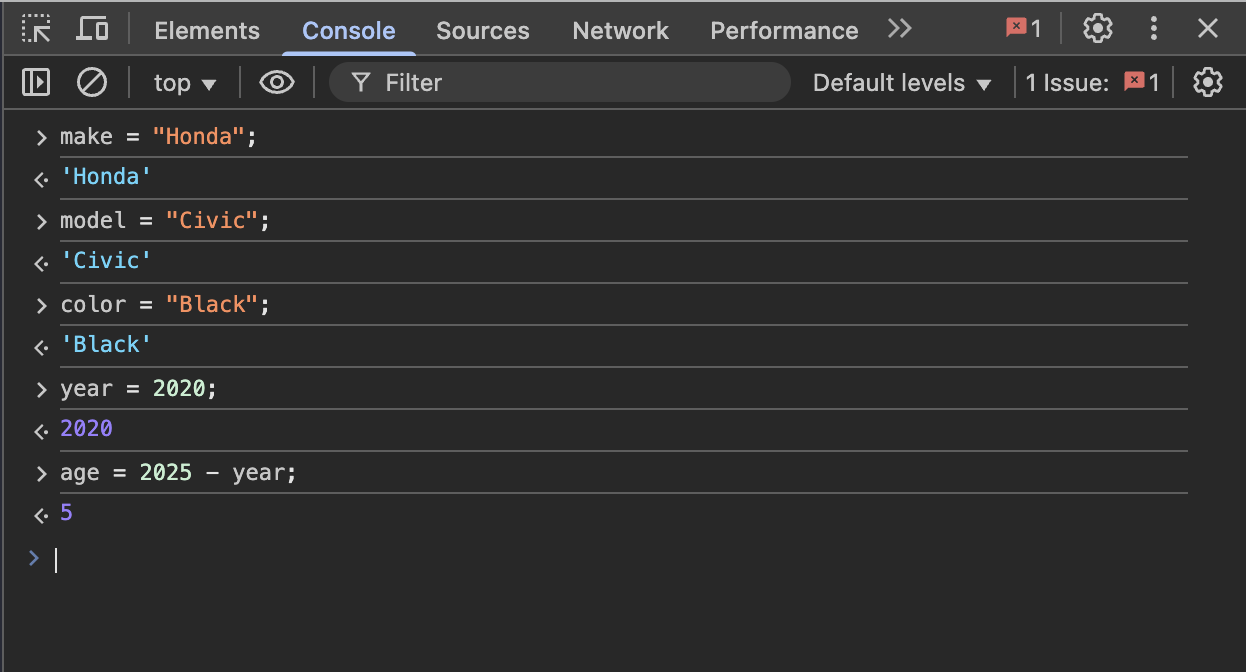 Elements Console Sources Network Performance 1
top Filter Default levels 1 Issue: 1
make = "Honda";
'Honda'
model = "Civic";
'Civic'
color = "Black";
'Black'
year = 2020;
2020
age = 2025 - year;
5